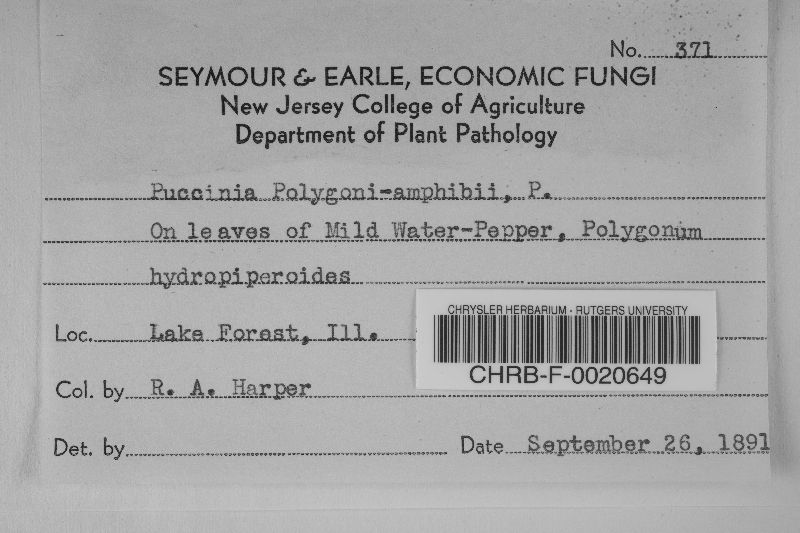 No. 371
SEYMOUR & EARLE, ECONOMIC FUNGI
New Jersey College of Agriculture
Department of Plant Pathology
Puccinia Polygoni-amphibii, P.
On leaves of Mild Water-Pepper, Polygonum
hydropiperoides
Loc. Lake Forest, Ill.
CHRYSLER HERBARIUM - RUTGERS UNIVERSITY
CHRB-F-0020649
Col. by R. A. Harper
Det. by
Date September 26, 1891